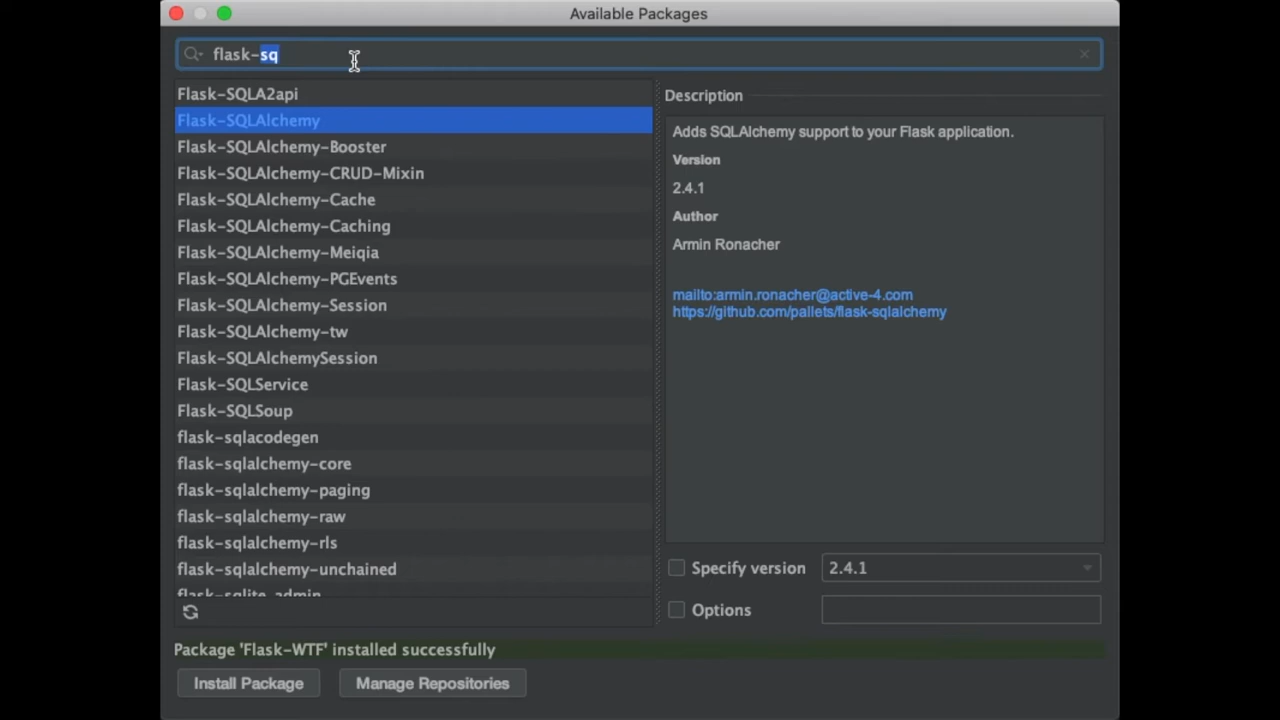 Available Packages
flask-sq
Flask-SQLA2api
Flask-SQLAlchemy
Flask-SQLAlchemy-Booster
Flask-SQLAlchemy-CRUD-Mixin
Flask-SQLAlchemy-Cache
Flask-SQLAlchemy-Caching
Flask-SQLAlchemy-Meiqia
Flask-SQLAlchemy-PGEvents
Flask-SQLAlchemy-Session
Flask-SQLAlchemy-tw
Flask-SQLAlchemySession
Flask-SQLService
Flask-SQLSoup
flask-sqlacodegen
flask-sqlalchemy-core
flask-sqlalchemy-paging
flask-sqlalchemy-raw
flask-sqlalchemy-rls
flask-sqlalchemy-unchained
flask-sqlite_admin
Description
Adds SQLAlchemy support to your Flask application.
Version
2.4.1
Author
Armin Ronacher
mailto:armin.ronacher@active-4.com
https://github.com/pallets/flask-sqlalchemy
Specify version
2.4.1
Options
Package 'Flask-WTF' installed successfully
Install Package
Manage Repositories